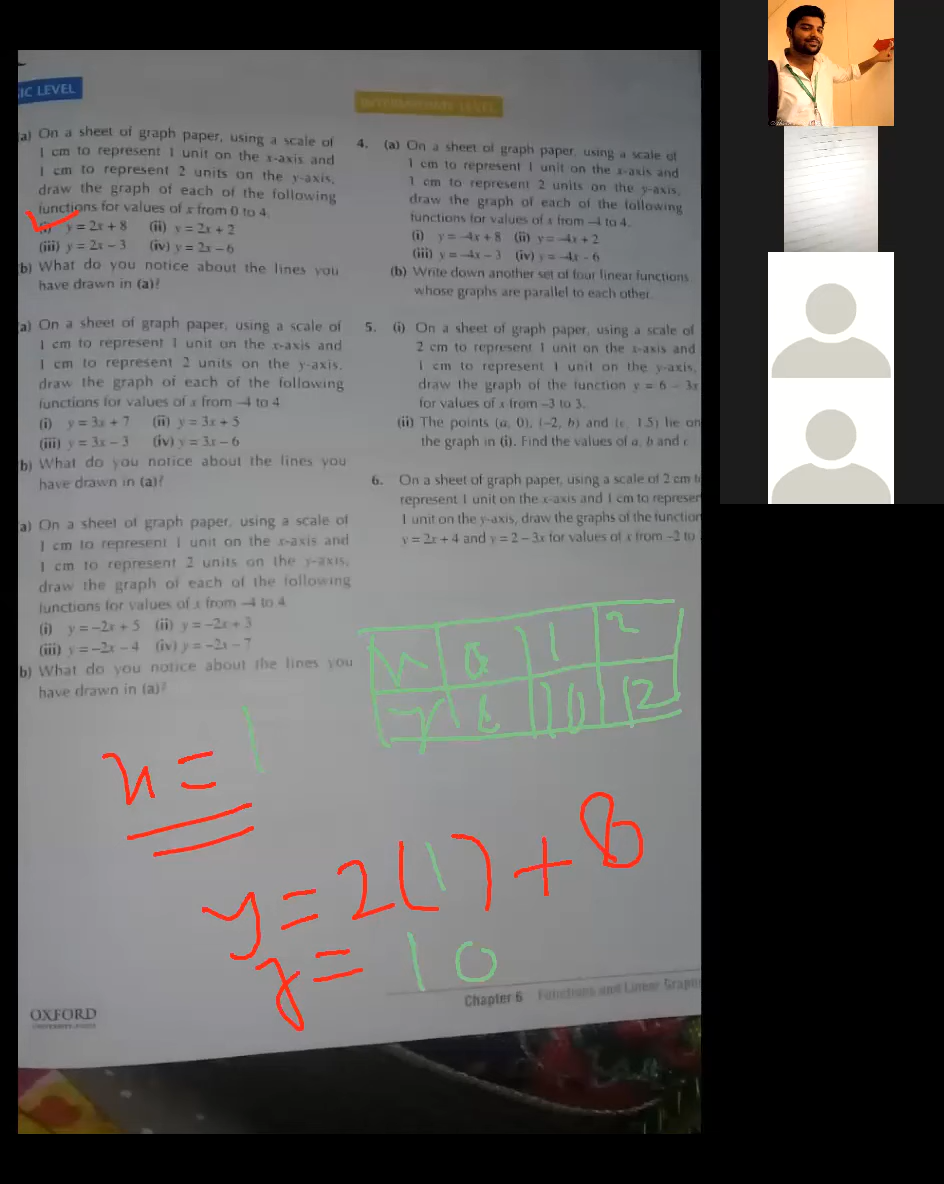 IC LEVEL
a) On a sheet of graph paper, using a scale of
1 cm to represent 1 unit on the x-axis and
1 cm to represent 2 units on the y-axis,
draw the graph of each of the following
functions for values of x from 0 to 4.
(i) y = 2x + 8 (ii) y = 2x + 2
(iii) y = 2x – 3 (iv) y = 2x – 6
b) What do you notice about the lines you
have drawn in (a)?
a) On a sheet of graph paper, using a scale of
1 cm to represent 1 unit on the x-axis and
1 cm to represent 2 units on the y-axis,
draw the graph of each of the following
functions for values of x from –4 to 4.
(i) y = 3x + 7 (ii) y = 3x + 5
(iii) y = 3x – 3 (iv) y = 3x – 6
b) What do you notice about the lines you
have drawn in (a)?
a) On a sheet of graph paper, using a scale of
1 cm to represent 1 unit on the x-axis and
1 cm to represent 2 units on the y-axis,
draw the graph of each of the following
functions for values of x from –4 to 4.
(i) y = –2x + 5 (ii) y = –2x + 3
(iii) y = –2x – 4 (iv) y = –2x – 7
b) What do you notice about the lines you
have drawn in (a)?
INTERMEDIATE LEVEL
4. (a) On a sheet of graph paper, using a scale of
1 cm to represent 1 unit on the x-axis and
1 cm to represent 2 units on the y-axis,
draw the graph of each of the following
functions for values of x from –4 to 4.
(i) y = –4x + 8 (ii) y = –4x + 2
(iii) y = –4x – 3 (iv) y = –4x – 6
(b) Write down another set of four linear functions
whose graphs are parallel to each other.
5. (i) On a sheet of graph paper, using a scale of
2 cm to represent 1 unit on the x-axis and
1 cm to represent 1 unit on the y-axis,
draw the graph of the function y = 6 – 3x
for values of x from –3 to 3.
(ii) The points (a, 0), (–2, b) and (c, 1.5) lie on
the graph in (i). Find the values of a, b and c.
6. On a sheet of graph paper, using a scale of 2 cm to
represent 1 unit on the x-axis and 1 cm to represen
1 unit on the y-axis, draw the graphs of the function
y = 2x + 4 and y = 2 – 3x for values of x from –2 to
x 0 1 2
y 8 10 12
x = 1
y = 2(1) + 8
y = 10
Chapter 6 Functions and Linear Graph
OXFORD
UNIVERSITY PRESS